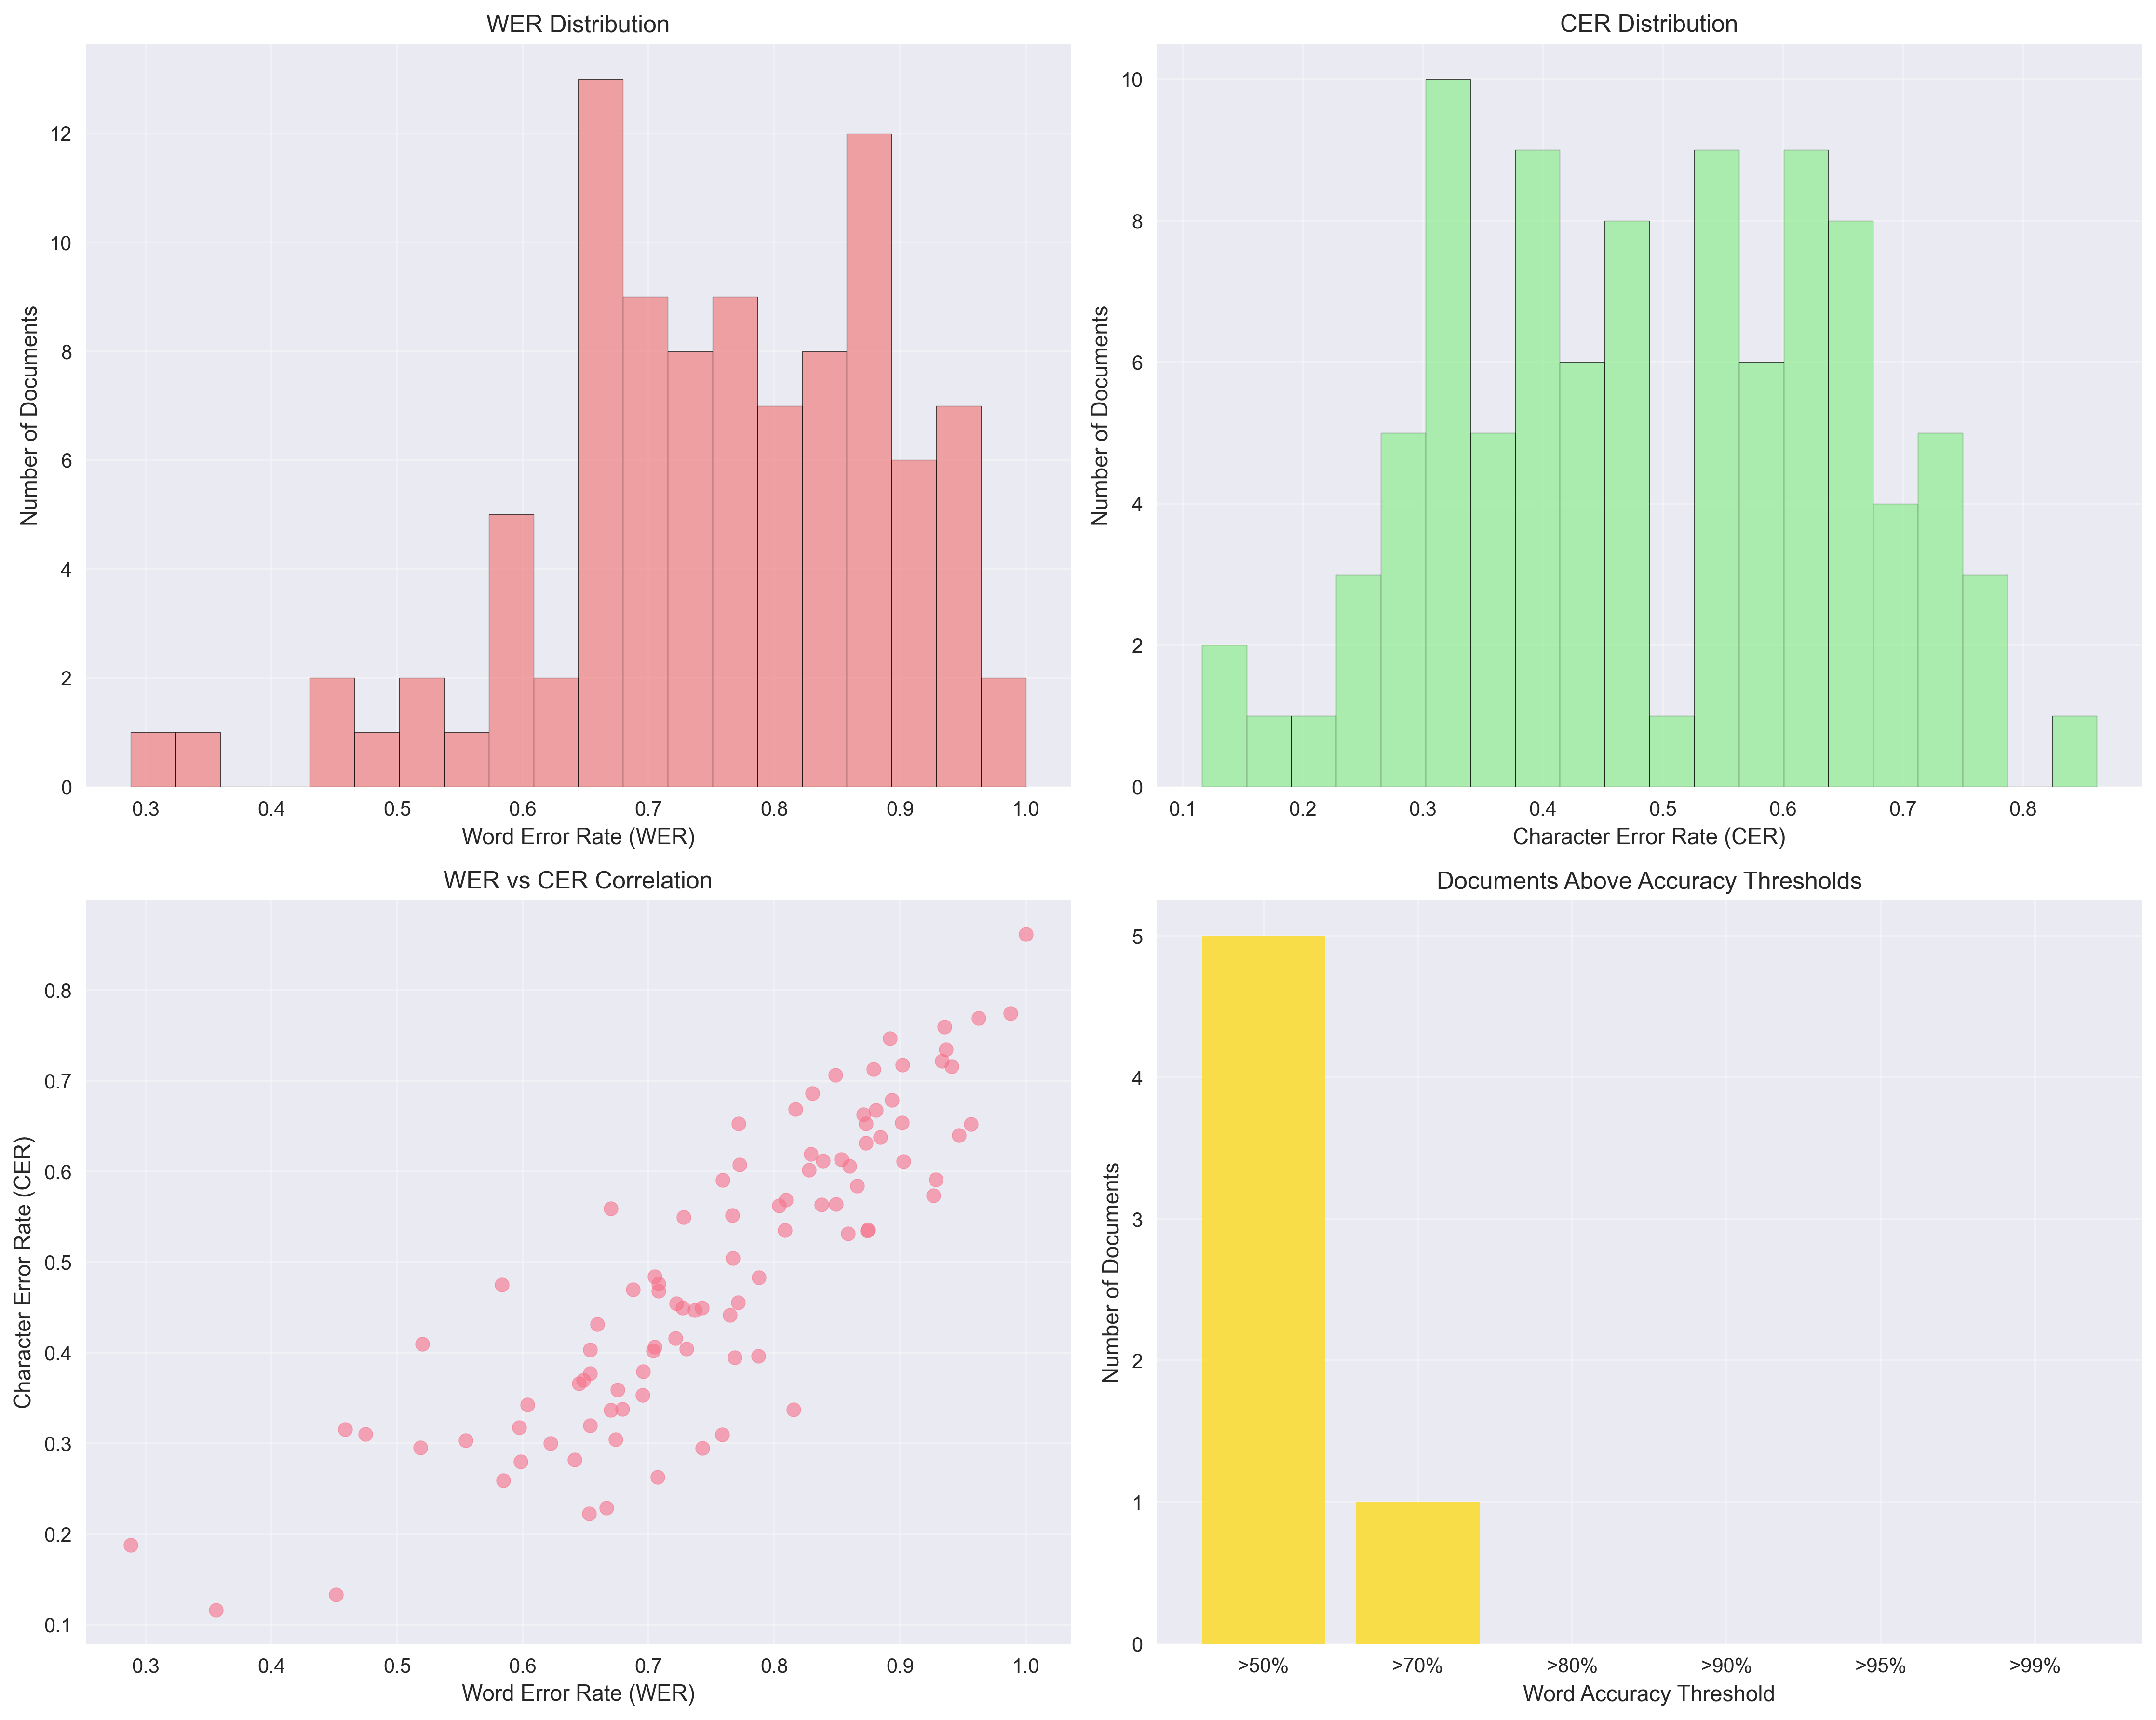 WER Distribution
Number of Documents
12
10
8
6
4
2
0
0.3 0.4 0.5 0.6 0.7 0.8 0.9 1.0
Word Error Rate (WER)
CER Distribution
Number of Documents
10
8
6
4
2
0
0.1 0.2 0.3 0.4 0.5 0.6 0.7 0.8
Character Error Rate (CER)
WER vs CER Correlation
Character Error Rate (CER)
0.8
0.7
0.6
0.5
0.4
0.3
0.2
0.1
0.3 0.4 0.5 0.6 0.7 0.8 0.9 1.0
Word Error Rate (WER)
Documents Above Accuracy Thresholds
Number of Documents
5
4
3
2
1
0
>50% >70% >80% >90% >95% >99%
Word Accuracy Threshold